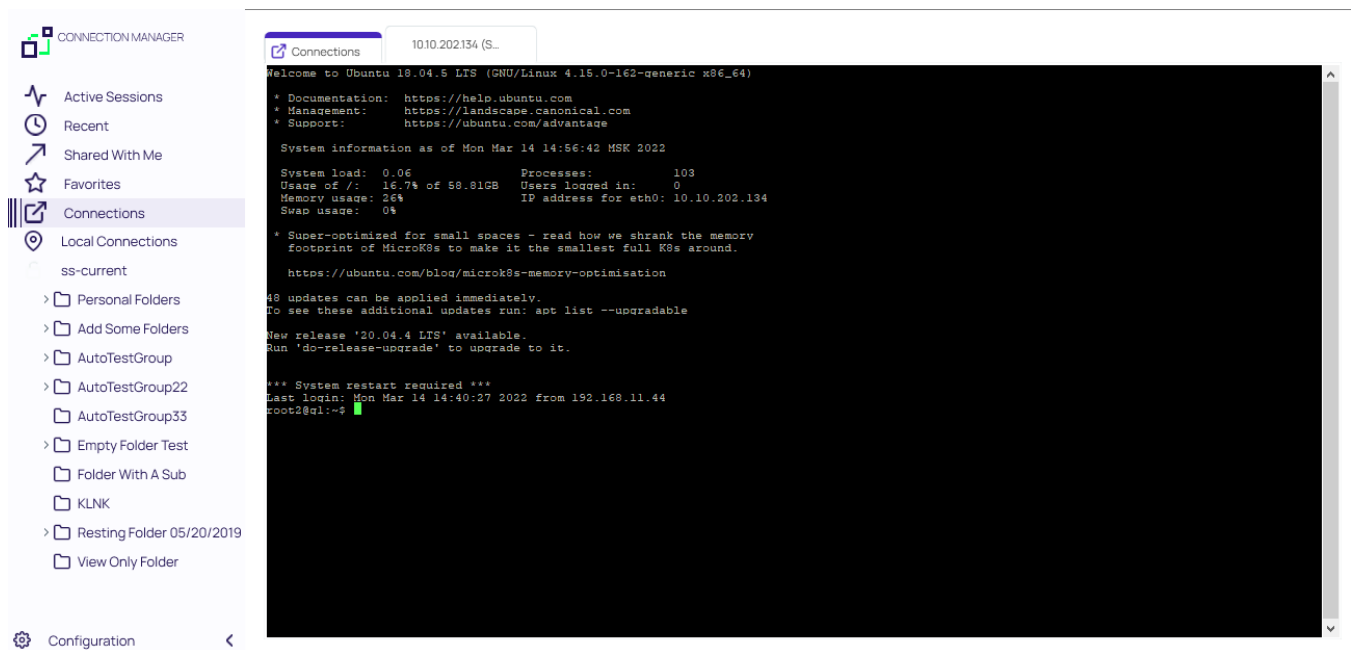 CONNECTION MANAGER
Active Sessions
Recent
Shared With Me
Favorites
Connections
Local Connections
ss-current
Personal Folders
Add Some Folders
AutoTestGroup
AutoTestGroup22
AutoTestGroup33
Empty Folder Test
Folder With A Sub
KLNK
Resting Folder 05/20/2019
View Only Folder
Configuration
Connections
10.10.202.134 (S...
Welcome to Ubuntu 18.04.5 LTS (GNU/Linux 4.15.0-162-generic x86_64)
* Documentation: https://help.ubuntu.com
* Management: https://landscape.canonical.com
* Support: https://ubuntu.com/advantage
System information as of Mon Mar 14 14:56:42 MSK 2022
System load: 0.06 Processes: 103
Usage of /: 16.7% of 58.81GB Users logged in: 0
Memory usage: 26% IP address for eth0: 10.10.202.134
Swap usage: 0%
* Super-optimized for small spaces - read how we shrank the memory
footprint of MicroK8s to make it the smallest full K8s around.
https://ubuntu.com/blog/microk8s-memory-optimisation
48 updates can be applied immediately.
To see these additional updates run: apt list --upgradable
New release '20.04.4 LTS' available.
Run 'do-release-upgrade' to upgrade to it.
*** System restart required ***
Last login: Mon Mar 14 14:40:27 2022 from 192.168.11.44
root2@gl:~$